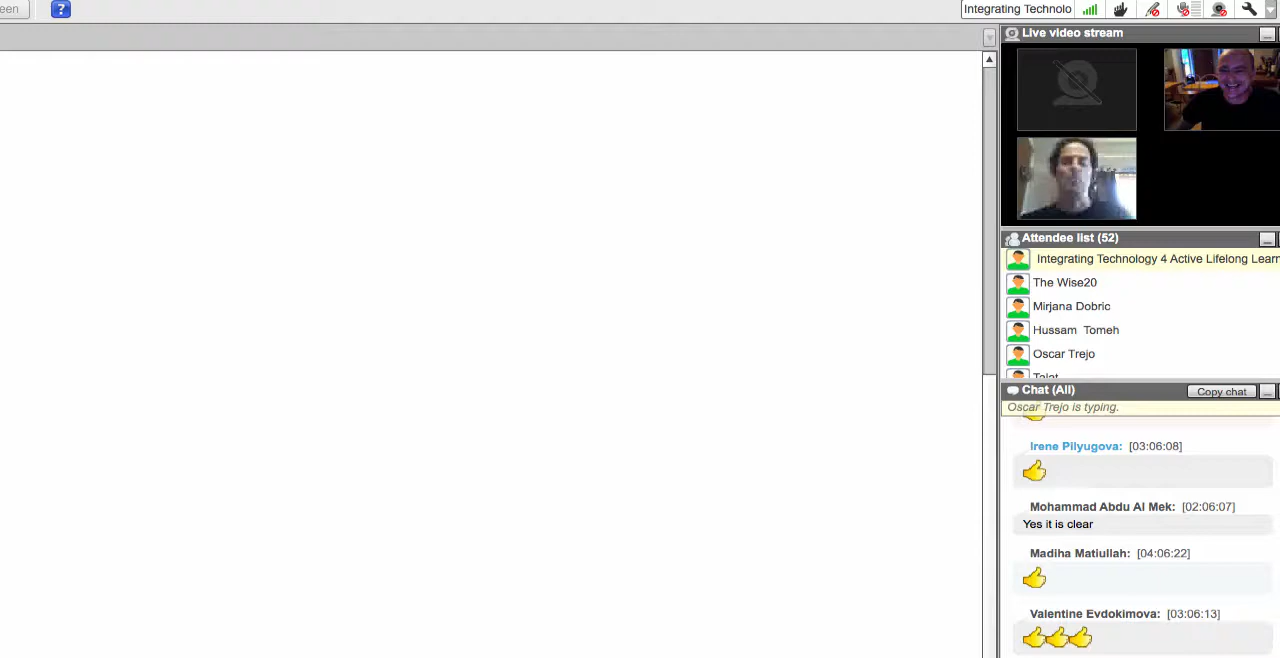 een
?
Integrating Technolo
Live video stream
Attendee list (52)
Integrating Technology 4 Active Lifelong Learn
The Wise20
Mirjana Dobric
Hussam Tomeh
Oscar Trejo
Talat
Chat (All)
Copy chat
Oscar Trejo is typing.
Irene Pilyugova: [03:06:08]
Mohammad Abdu Al Mek: [02:06:07]
Yes it is clear
Madiha Matiullah: [04:06:22]
Valentine Evdokimova: [03:06:13]